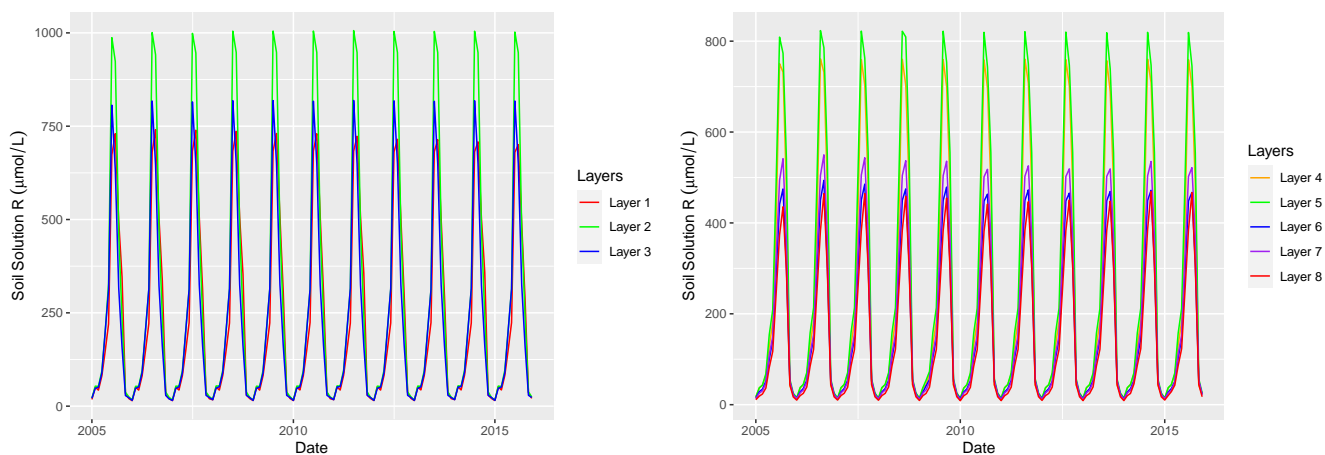 Soil Solution R (μmol/L)
1000
750
500
250
0
2005
2010
2015
Date
Layers
Layer 1
Layer 2
Layer 3
Soil Solution R (μmol/L)
800
600
400
200
0
2005
2010
2015
Date
Layers
Layer 4
Layer 5
Layer 6
Layer 7
Layer 8